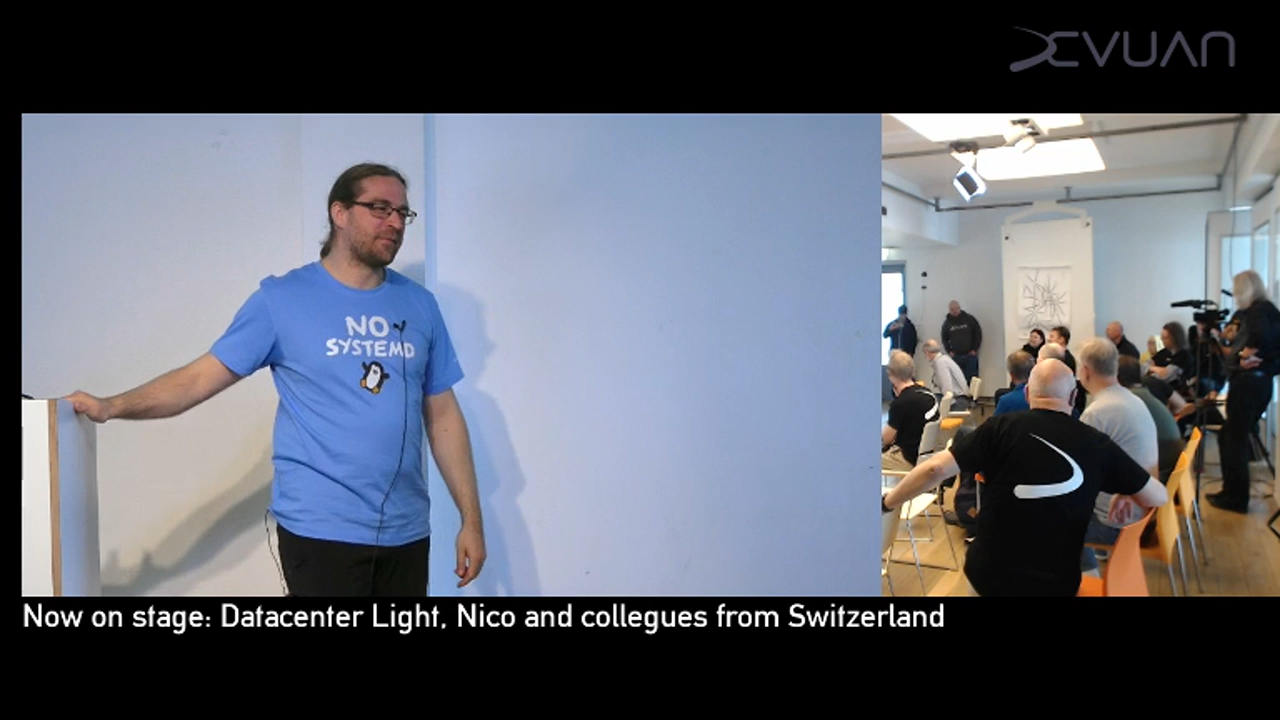 DEVUAN
NO
SYSTEMD
Now on stage: Datacenter Light, Nico and collegues from Switzerland